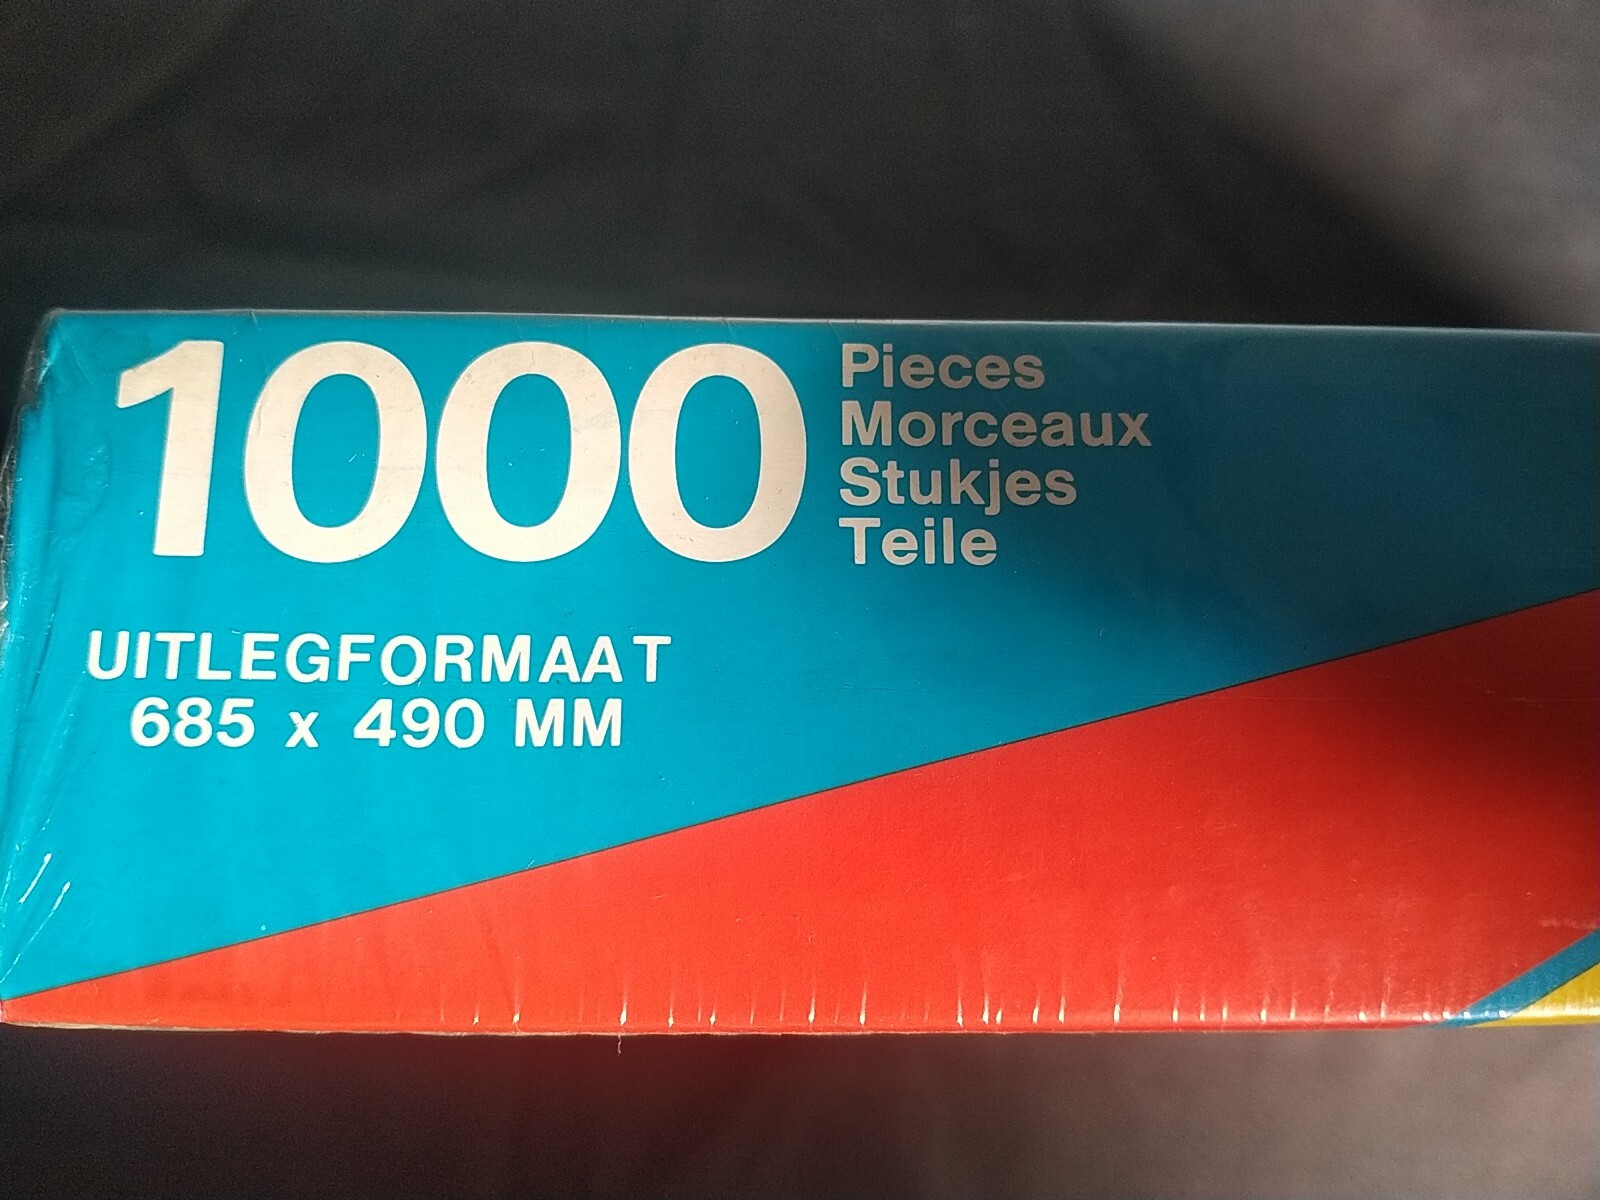 1000
Pieces
Morceaux
Stukjes
Teile
UITLEGFORMAAT
685 x 490 MM